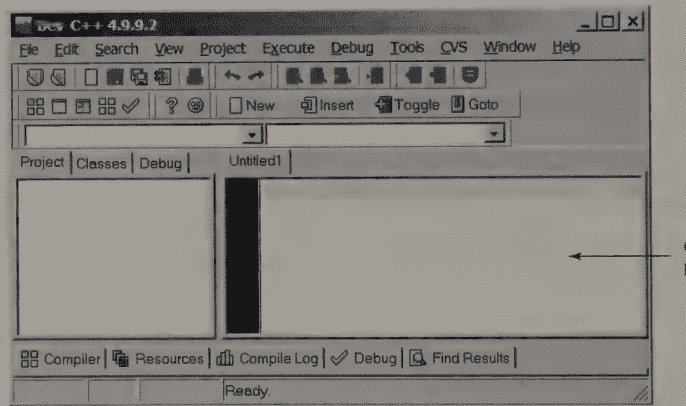 Dev C++ 4.9.9.2
File Edit Search View Project Execute Debug Tools CVS Window Help
New Insert Toggle Goto
Project Classes Debug Untitled1
Compiler Resources Compile Log Debug Find Results
Ready.